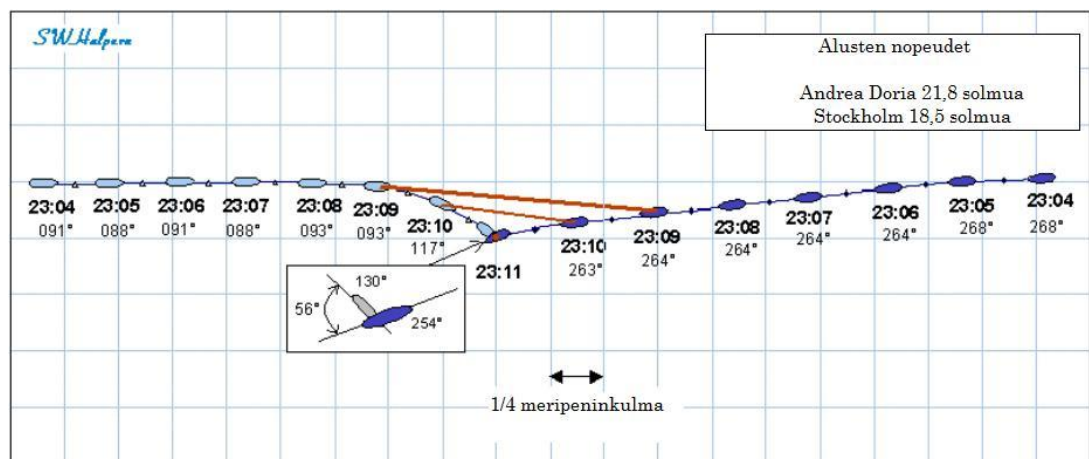 SWHalpern
Alusten nopeudet
Andrea Doria 21,8 solmua
Stockholm 18,5 solmua
23:04 23:05 23:06 23:07 23:08 23:09 23:10 23:11 23:10 23:09 23:08 23:07 23:06 23:05 23:04
091° 088° 091° 088° 093° 093° 117° 263° 264° 264° 264° 264° 268° 268°
130°
56°
254°
1/4 meripeninkulma